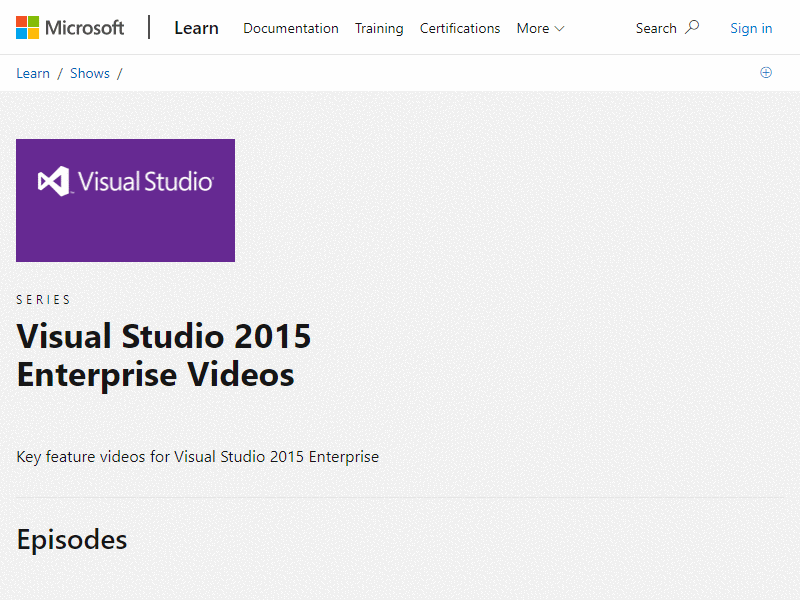 Microsoft
Learn
Documentation
Training
Certifications
More
Search
Sign in
Learn / Shows /
Visual Studio
SERIES
Visual Studio 2015
Enterprise Videos
Key feature videos for Visual Studio 2015 Enterprise
Episodes